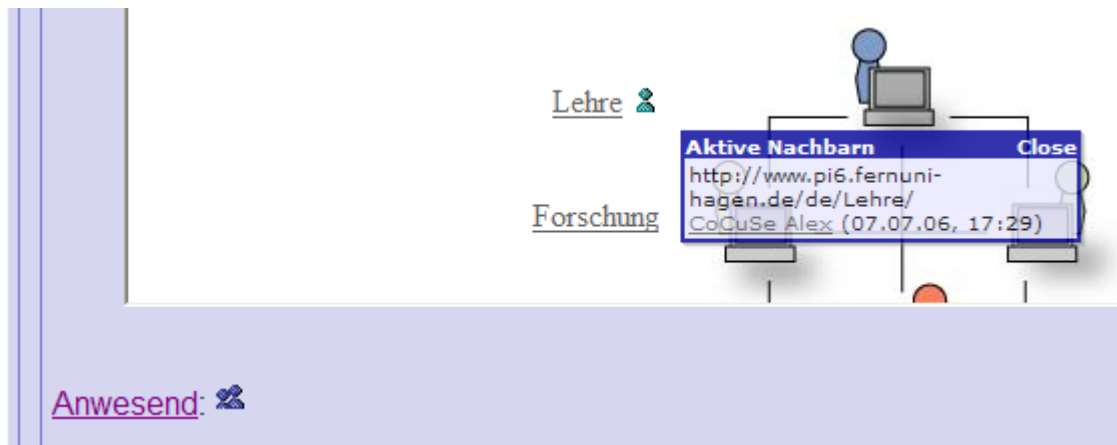 Lehre
Aktive Nachbarn Close
http://www.pi6.fernuni-
hagen.de/de/Lehre/
Forschung
CoCuSe Alex (07.07.06, 17:29)
Anwesend: